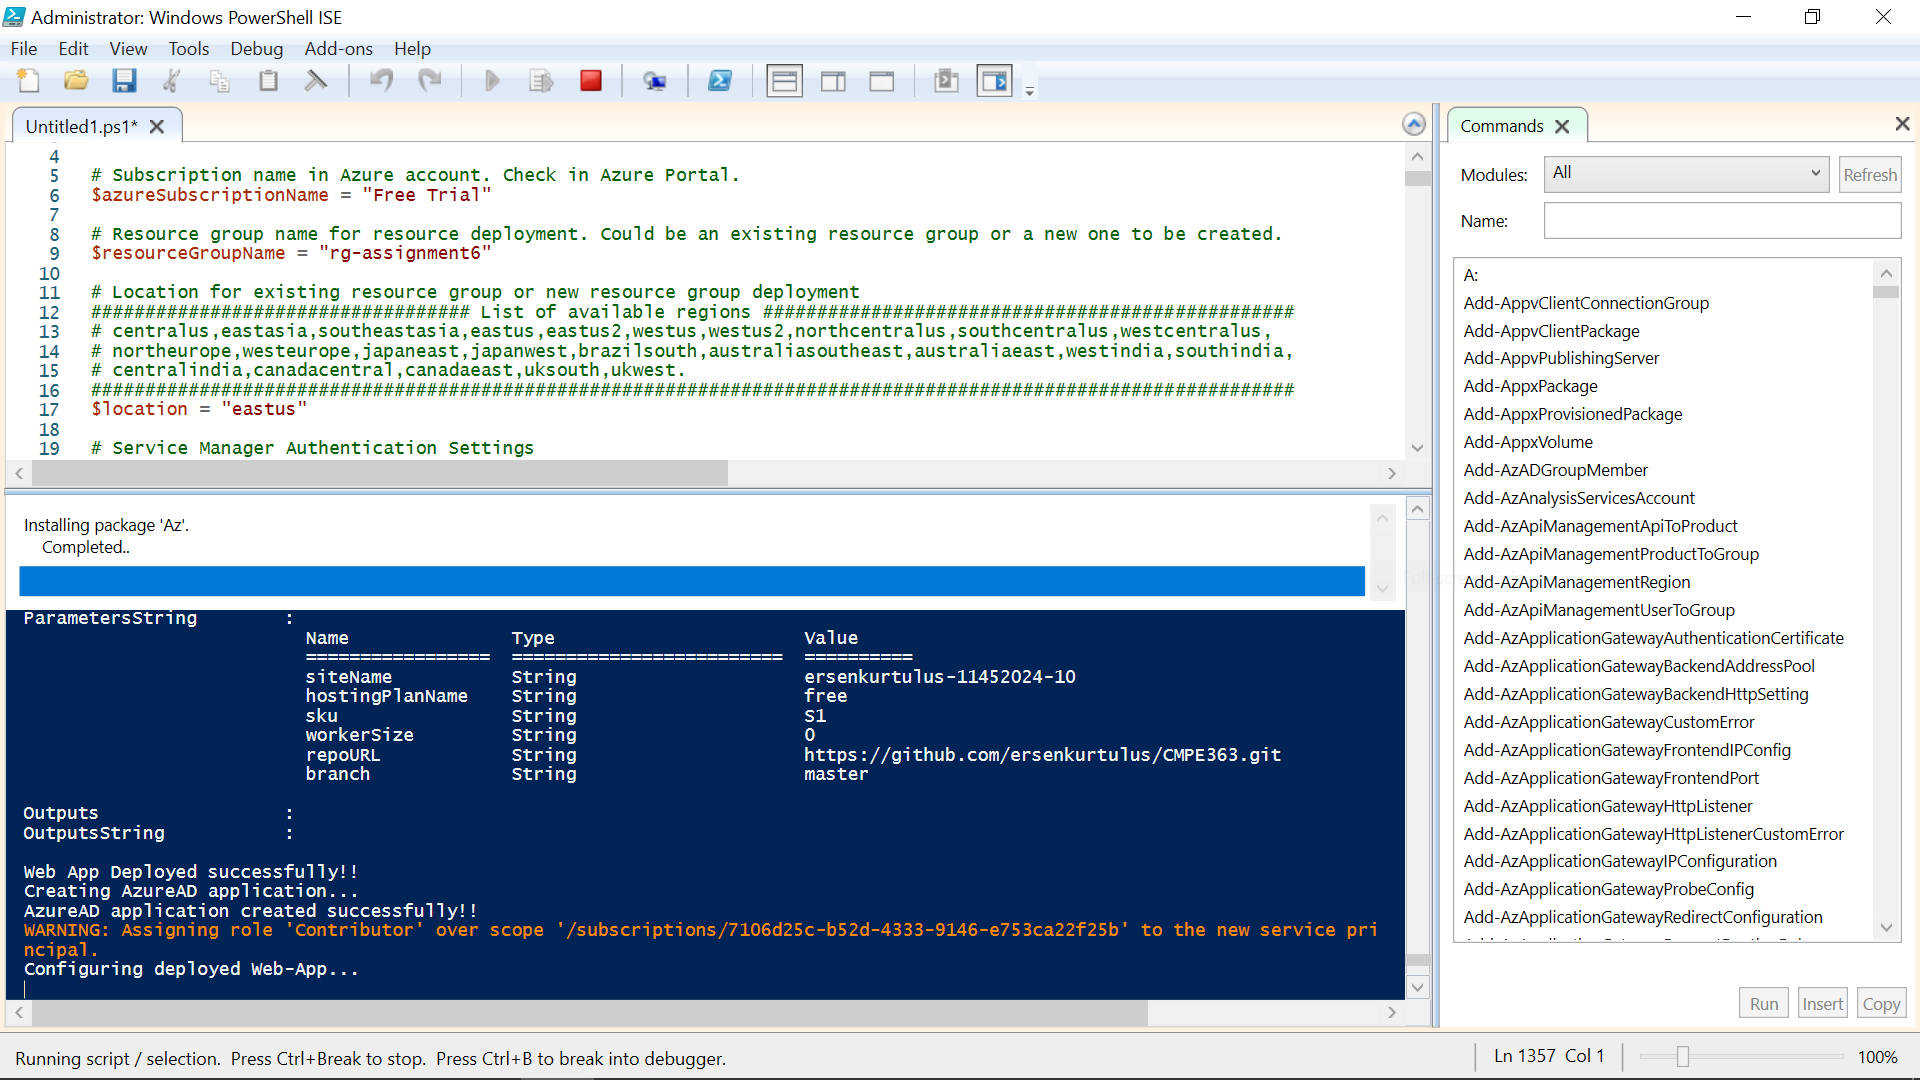 Administrator: Windows PowerShell ISE
File Edit View Tools Debug Add-ons Help
Untitled1.ps1*
4
5 # Subscription name in Azure account. Check in Azure Portal.
6 $azureSubscriptionName = "Free Trial"
7
8 # Resource group name for resource deployment. Could be an existing resource group or a new one to be created.
9 $resourceGroupName = "rg-assignment6"
10
11 # Location for existing resource group or new resource group deployment
12 ################################### List of available regions #################################################
13 # centralus,eastasia,southeastasia,eastus,eastus2,westus,westus2,northcentralus,southcentralus,westcentralus,
14 # northeurope,westeurope,japaneast,japanwest,brazilsouth,australiasoutheast,australiaeast,westindia,southindia,
15 # centralindia,canadacentral,canadaeast,uksouth,ukwest.
16 ###############################################################################################################
17 $location = "eastus"
18
19 # Service Manager Authentication Settings
Installing package 'Az'.
Completed..
ParametersString :
Name Type Value
================= ========================= ==========
siteName String ersenkurtulus-11452024-10
hostingPlanName String free
sku String S1
workerSize String 0
repoURL String https://github.com/ersenkurtulus/CMPE363.git
branch String master
Outputs :
OutputsString :
Web App Deployed successfully!!
Creating AzureAD application...
AzureAD application created successfully!!
WARNING: Assigning role 'Contributor' over scope '/subscriptions/7106d25c-b52d-4333-9146-e753ca22f25b' to the new service pri
ncipal.
Configuring deployed Web-App...
Commands
Modules: All Refresh
Name:
A:
Add-AppvClientConnectionGroup
Add-AppvClientPackage
Add-AppvPublishingServer
Add-AppxPackage
Add-AppxProvisionedPackage
Add-AppxVolume
Add-AzADGroupMember
Add-AzAnalysisServicesAccount
Add-AzApiManagementApiToProduct
Add-AzApiManagementProductToGroup
Add-AzApiManagementRegion
Add-AzApiManagementUserToGroup
Add-AzApplicationGatewayAuthenticationCertificate
Add-AzApplicationGatewayBackendAddressPool
Add-AzApplicationGatewayBackendHttpSetting
Add-AzApplicationGatewayCustomError
Add-AzApplicationGatewayFrontendIPConfig
Add-AzApplicationGatewayFrontendPort
Add-AzApplicationGatewayHttpListener
Add-AzApplicationGatewayHttpListenerCustomError
Add-AzApplicationGatewayIPConfiguration
Add-AzApplicationGatewayProbeConfig
Add-AzApplicationGatewayRedirectConfiguration
Run Insert Copy
Running script / selection. Press Ctrl+Break to stop. Press Ctrl+B to break into debugger.
Ln 1357 Col 1
100%